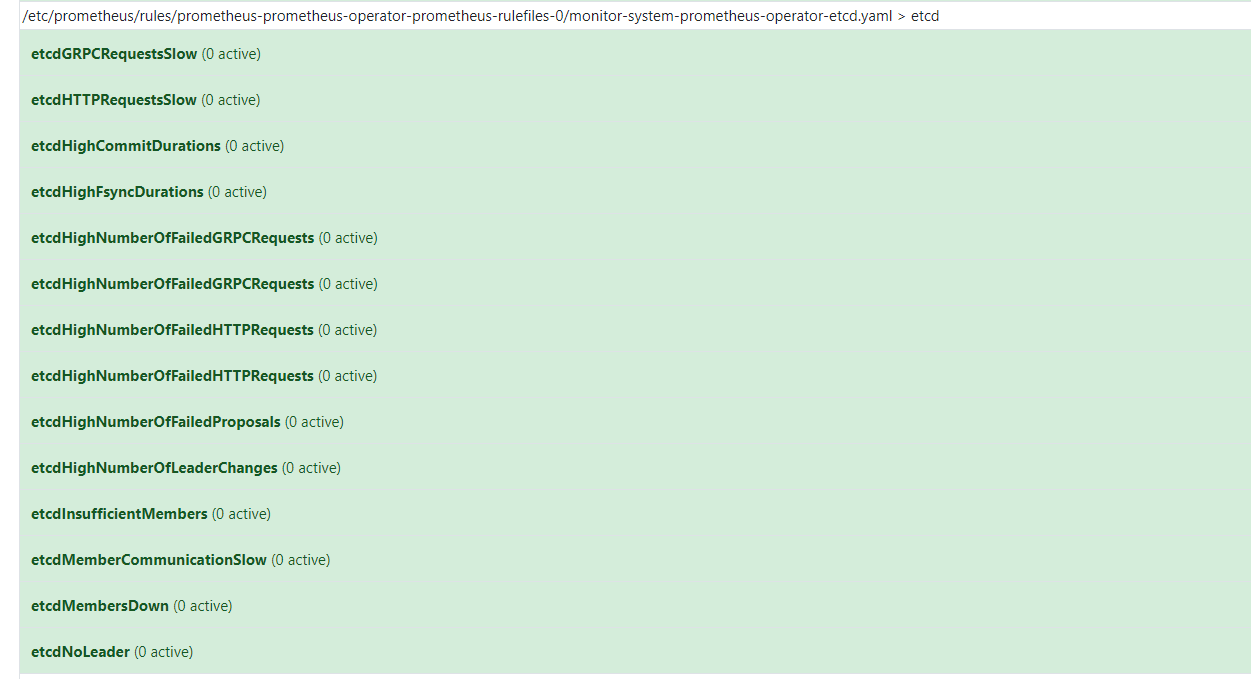 /etc/prometheus/rules/prometheus-prometheus-operator-prometheus-rulefiles-0/monitor-system-prometheus-operator-etcd.yaml > etcd
etcdGRPCRequestsSlow (0 active)
etcdHTTPRequestsSlow (0 active)
etcdHighCommitDurations (0 active)
etcdHighFsyncDurations (0 active)
etcdHighNumberOfFailedGRPCRequests (0 active)
etcdHighNumberOfFailedGRPCRequests (0 active)
etcdHighNumberOfFailedHTTPRequests (0 active)
etcdHighNumberOfFailedHTTPRequests (0 active)
etcdHighNumberOfFailedProposals (0 active)
etcdHighNumberOfLeaderChanges (0 active)
etcdInsufficientMembers (0 active)
etcdMemberCommunicationSlow (0 active)
etcdMembersDown (0 active)
etcdNoLeader (0 active)